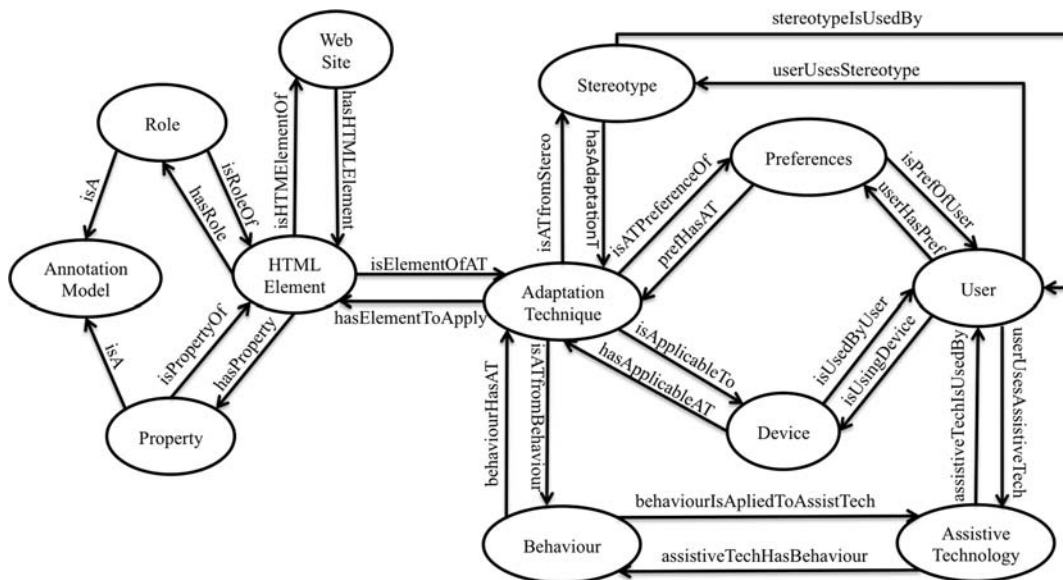 stereotypeIsUsedBy
Web
Site
userUsesStereotype
Stereotype
Role
isHTMElementOf
hasHTMLElement
isATfromStereo
hasAdaptationT
Preferences
isA
isRoleOf
hasRole
isATPreferenceOf
prefHasAT
isPrefOfUser
userHasPref
Annotation
Model
HTML
Element
isElementOfAT
Adaptation
Technique
User
hasElementToApply
isPropertyOf
hasProperty
isA
isApplicableTo
hasApplicableAT
isUsedByUser
isUsingDevice
behaviourHasAT
isATfromBehaviour
assistiveTechIsUsedBy
userUsesAssistiveTech
Property
Device
behaviourIsApliedToAssistTech
Behaviour
Assistive
Technology
assistiveTechHasBehaviour